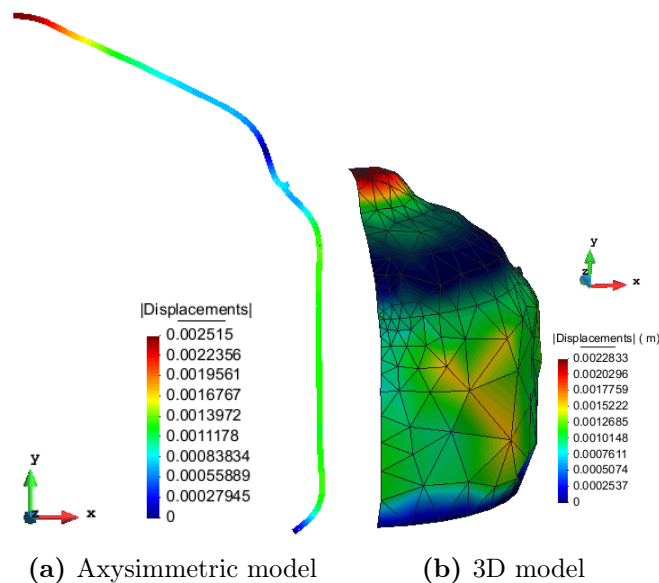 y
z
x
|Displacements|
0.002515
0.0022356
0.0019561
0.0016767
0.0013972
0.0011178
0.00083834
0.00055889
0.00027945
0
y
z
x
|Displacements| ( m)
0.0022833
0.0020296
0.0017759
0.0015222
0.0012685
0.0010148
0.0007611
0.0005074
0.0002537
0
(a) Axysimmetric model
(b) 3D model